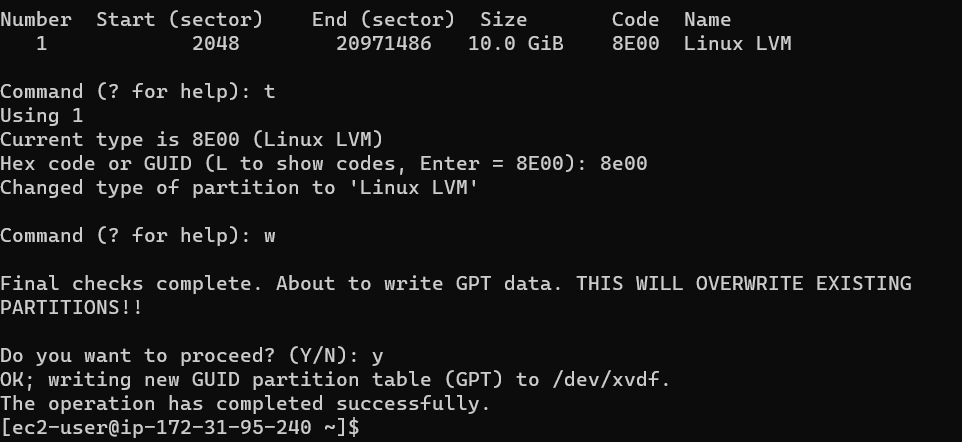 Number  Start (sector)    End (sector)  Size       Code  Name
   1            2048        20971486   10.0 GiB    8E00  Linux LVM

Command (? for help): t
Using 1
Current type is 8E00 (Linux LVM)
Hex code or GUID (L to show codes, Enter = 8E00): 8e00
Changed type of partition to 'Linux LVM'

Command (? for help): w

Final checks complete. About to write GPT data. THIS WILL OVERWRITE EXISTING
PARTITIONS!!

Do you want to proceed? (Y/N): y
OK; writing new GUID partition table (GPT) to /dev/xvdf.
The operation has completed successfully.
[ec2-user@ip-172-31-95-240 ~]$